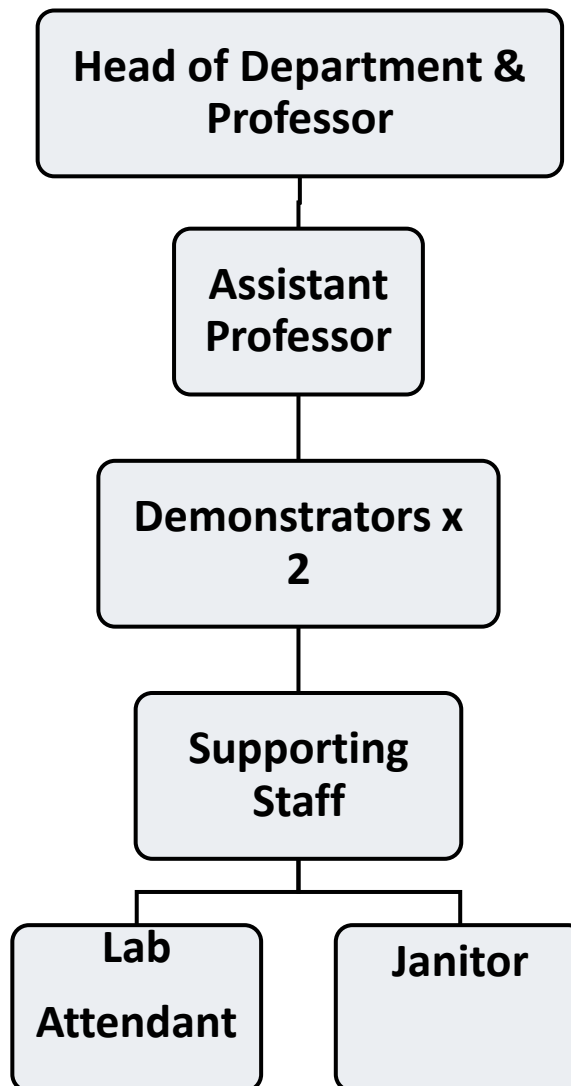 Head of Department &
Professor
Assistant
Professor
Demonstrators x
2
Supporting
Staff
Lab
Attendant
Janitor